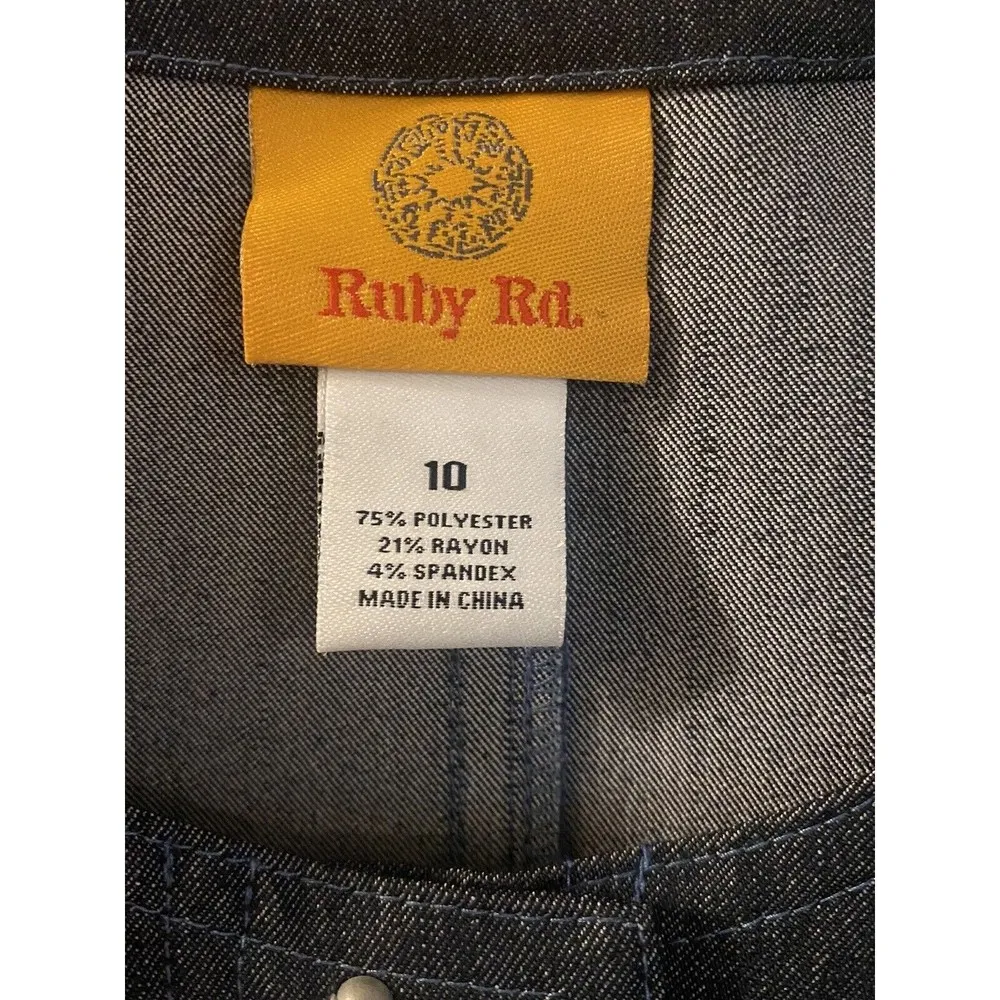 Ruby Rd.
10
75% POLYESTER
21% RAYON
4% SPANDEX
MADE IN CHINA